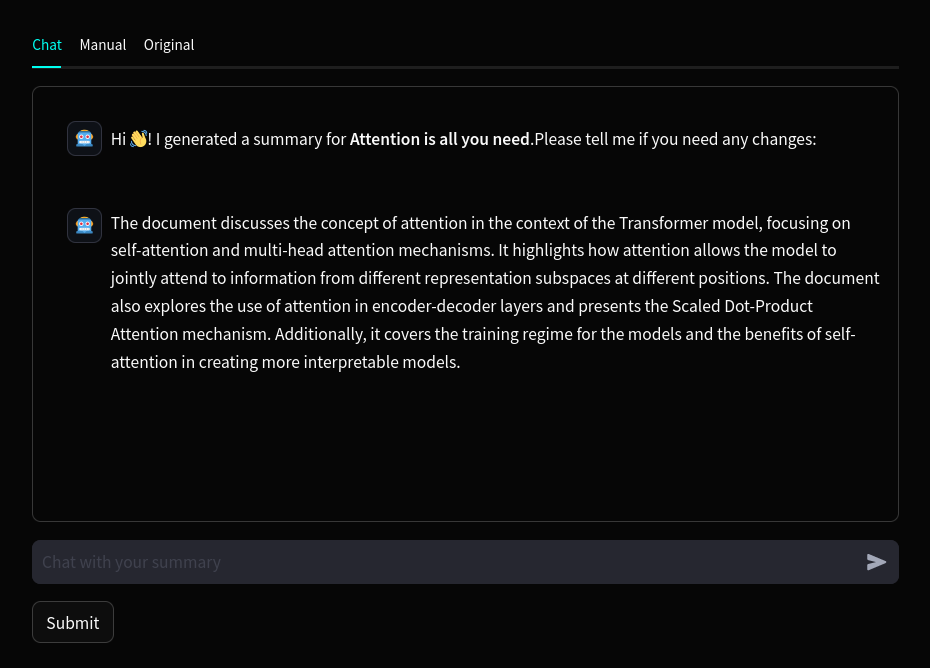 Chat Manual Original
Hi 👋! I generated a summary for Attention is all you need.Please tell me if you need any changes:
The document discusses the concept of attention in the context of the Transformer model, focusing on
self-attention and multi-head attention mechanisms. It highlights how attention allows the model to
jointly attend to information from different representation subspaces at different positions. The document
also explores the use of attention in encoder-decoder layers and presents the Scaled Dot-Product
Attention mechanism. Additionally, it covers the training regime for the models and the benefits of self-
attention in creating more interpretable models.
Chat with your summary
Submit